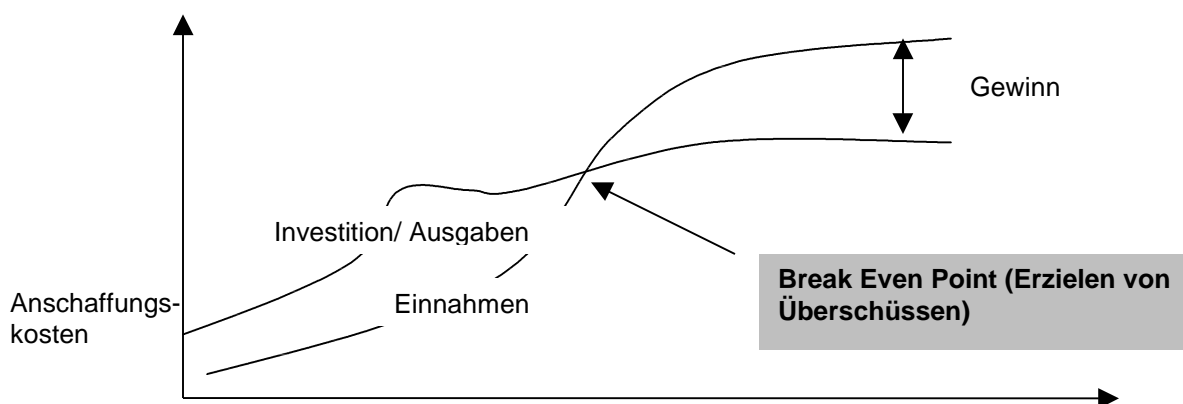 Gewinn
Investition/ Ausgaben
Break Even Point (Erzielen von
Überschüssen)
Anschaffungs-
kosten
Einnahmen